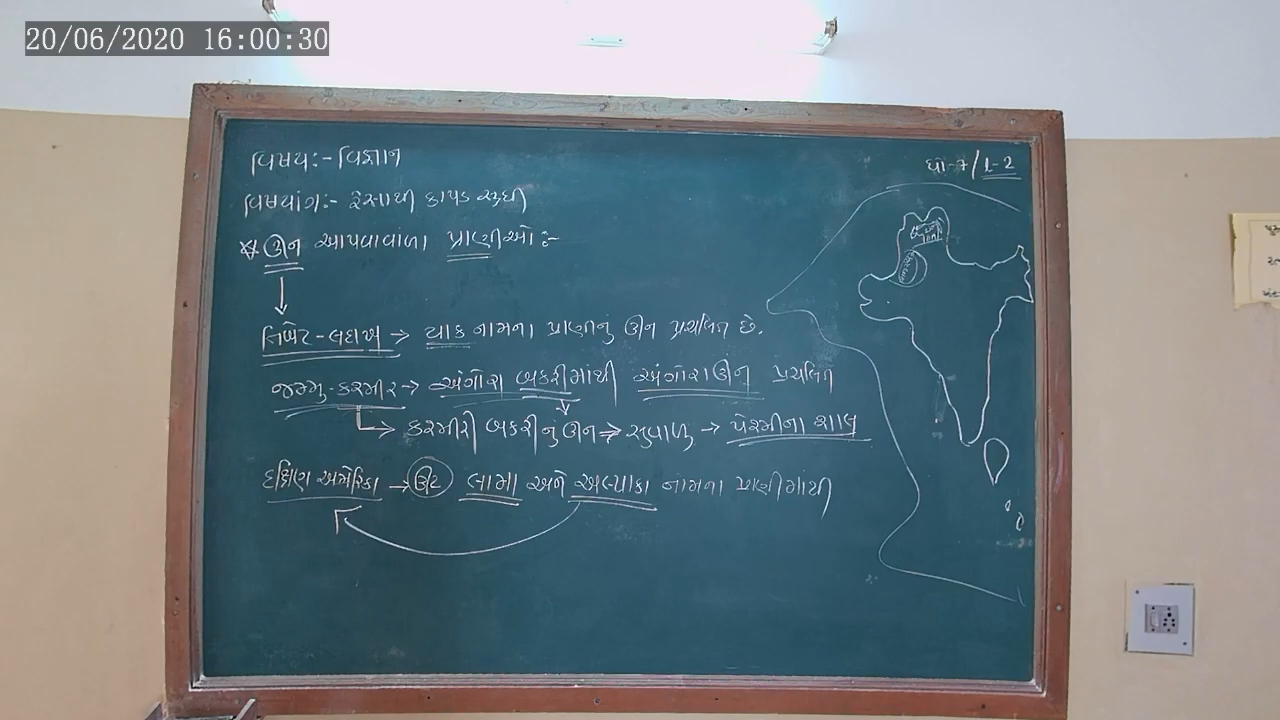 20/06/2020 16:00:30
વિષય:- વિજ્ઞાન
ધો-7/1-2
વિષયાંગ:- રેસાથી કાપડ સુધી
* ઊન આપવાવાળા પ્રાણીઓ :-
તિબેટ-લદાખ → યાક નામના પ્રાણીનું ઊન પ્રચલિત છે.
જમ્મુ-કશ્મીર → અંગોરા બકરીમાંથી અંગોરાઊન પ્રચલિત
→ કશ્મીરી બકરીનું ઊન → સુવાળુ → પેશ્મીના શાલ
દક્ષિણ અમેરિકા → ઊંટ લામા અને અલ્પાકા નામના પ્રાણીમાંથી